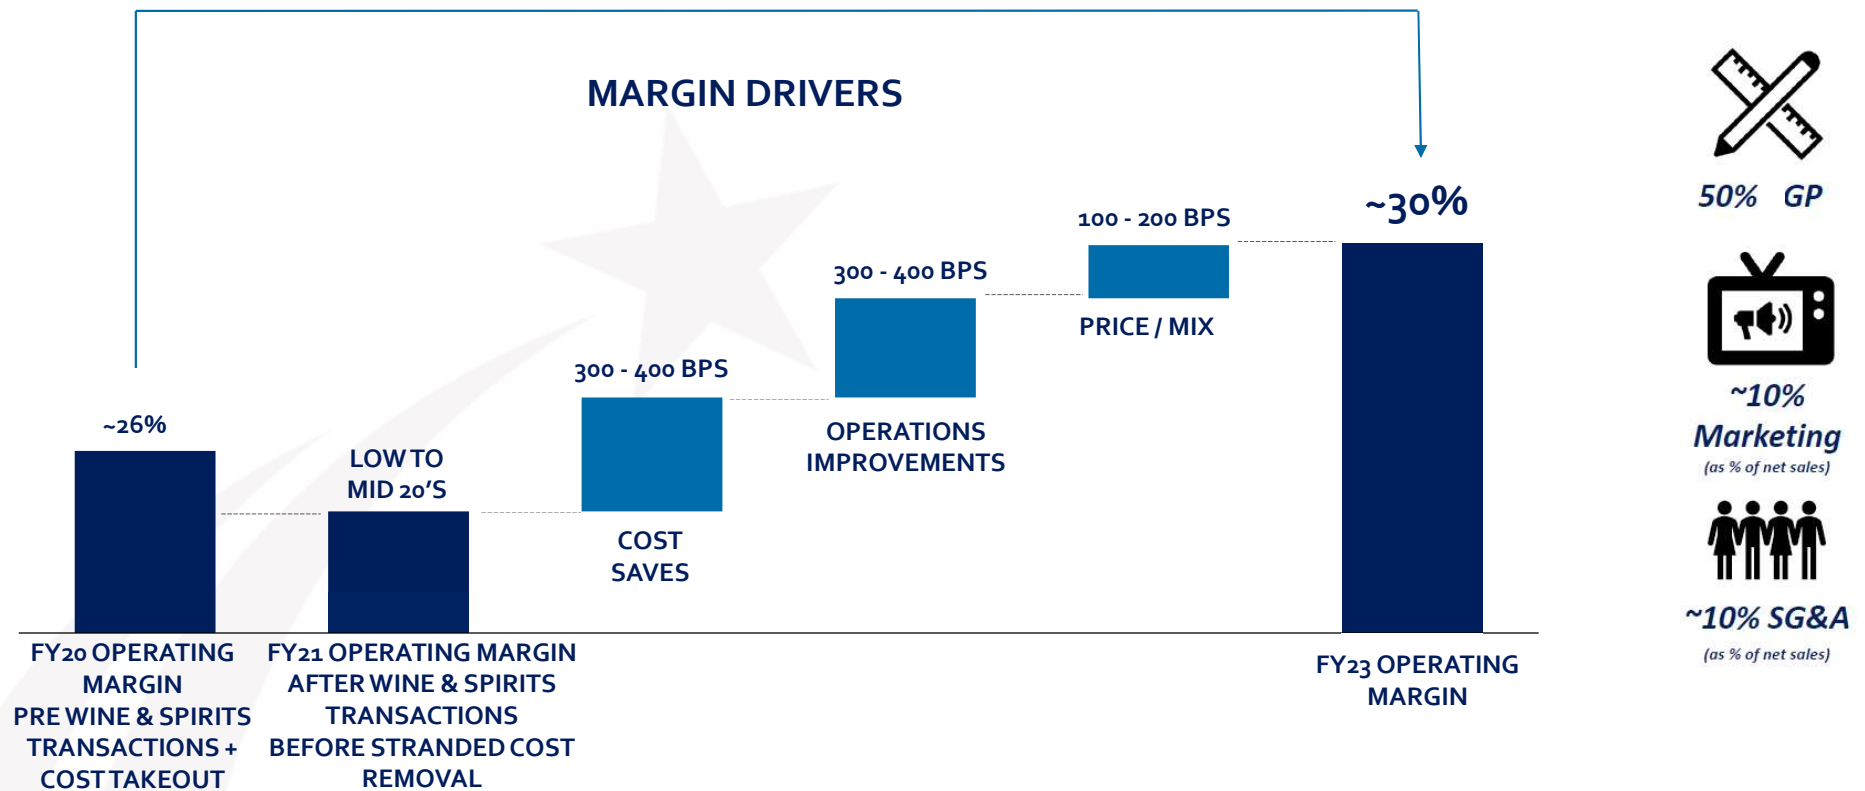 MARGIN DRIVERS
~26%
LOW TO
MID 20'S
300 - 400 BPS
COST
SAVES
300 - 400 BPS
OPERATIONS
IMPROVEMENTS
100 - 200 BPS
PRICE / MIX
~30%
FY20 OPERATING
MARGIN
PRE WINE & SPIRITS
TRANSACTIONS +
COST TAKEOUT
FY21 OPERATING MARGIN
AFTER WINE & SPIRITS
TRANSACTIONS
BEFORE STRANDED COST
REMOVAL
FY23 OPERATING
MARGIN
50% GP
~10%
Marketing
(as % of net sales)
~10% SG&A
(as % of net sales)